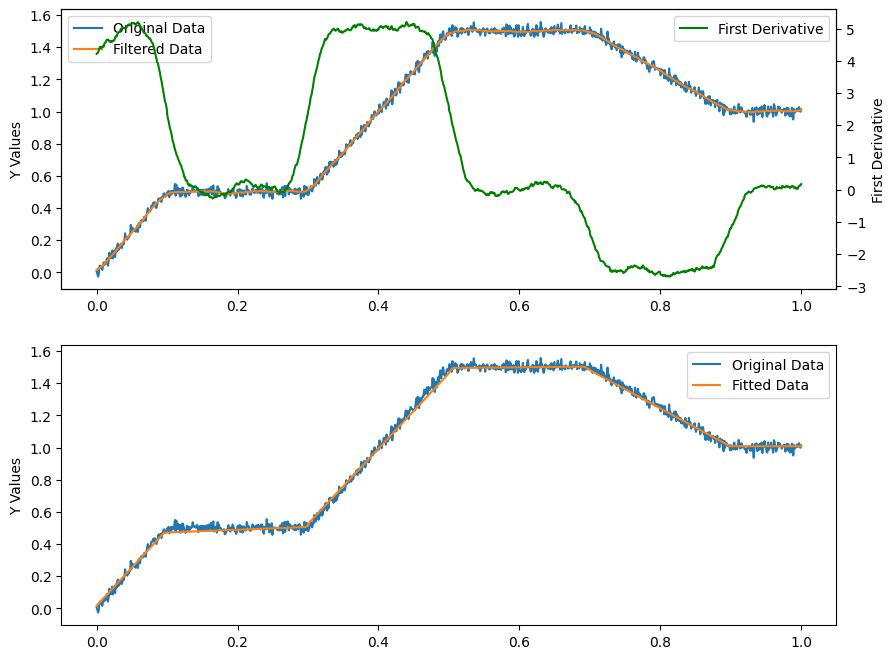 Original Data
Filtered Data
First Derivative
Y Values
First Derivative
1.6
1.4
1.2
1.0
0.8
0.6
0.4
0.2
0.0
5
4
3
2
1
0
−1
−2
−3
0.0 0.2 0.4 0.6 0.8 1.0
Original Data
Fitted Data
Y Values
1.6
1.4
1.2
1.0
0.8
0.6
0.4
0.2
0.0
0.0 0.2 0.4 0.6 0.8 1.0